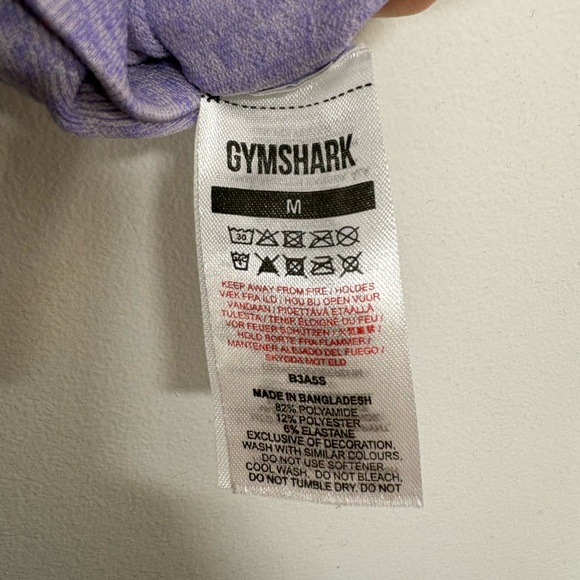 GYMSHARK
M
30
KEEP AWAY FROM FIRE / HOLDES
VÆK FRA ILD / HOU BIJ OPEN VUUR
VANDAAN / PIDETTÄVÄ ETÄÄLLÄ
TULESTA / TENIR ÉLOIGNÉ DU FEU /
VOR FEUER SCHÜTZEN /
HOLD BORTE FRA FLAMMER /
MANTENER ALEJADO DEL FUEGO /
SKYDDA MOT ELD
B3A5S
MADE IN BANGLADESH
82% POLYAMIDE
12% POLYESTER
6% ELASTANE
EXCLUSIVE OF DECORATION.
WASH WITH SIMILAR COLOURS.
DO NOT USE SOFTENER
COOL WASH. DO NOT BLEACH.
DO NOT TUMBLE DRY. DO NOT